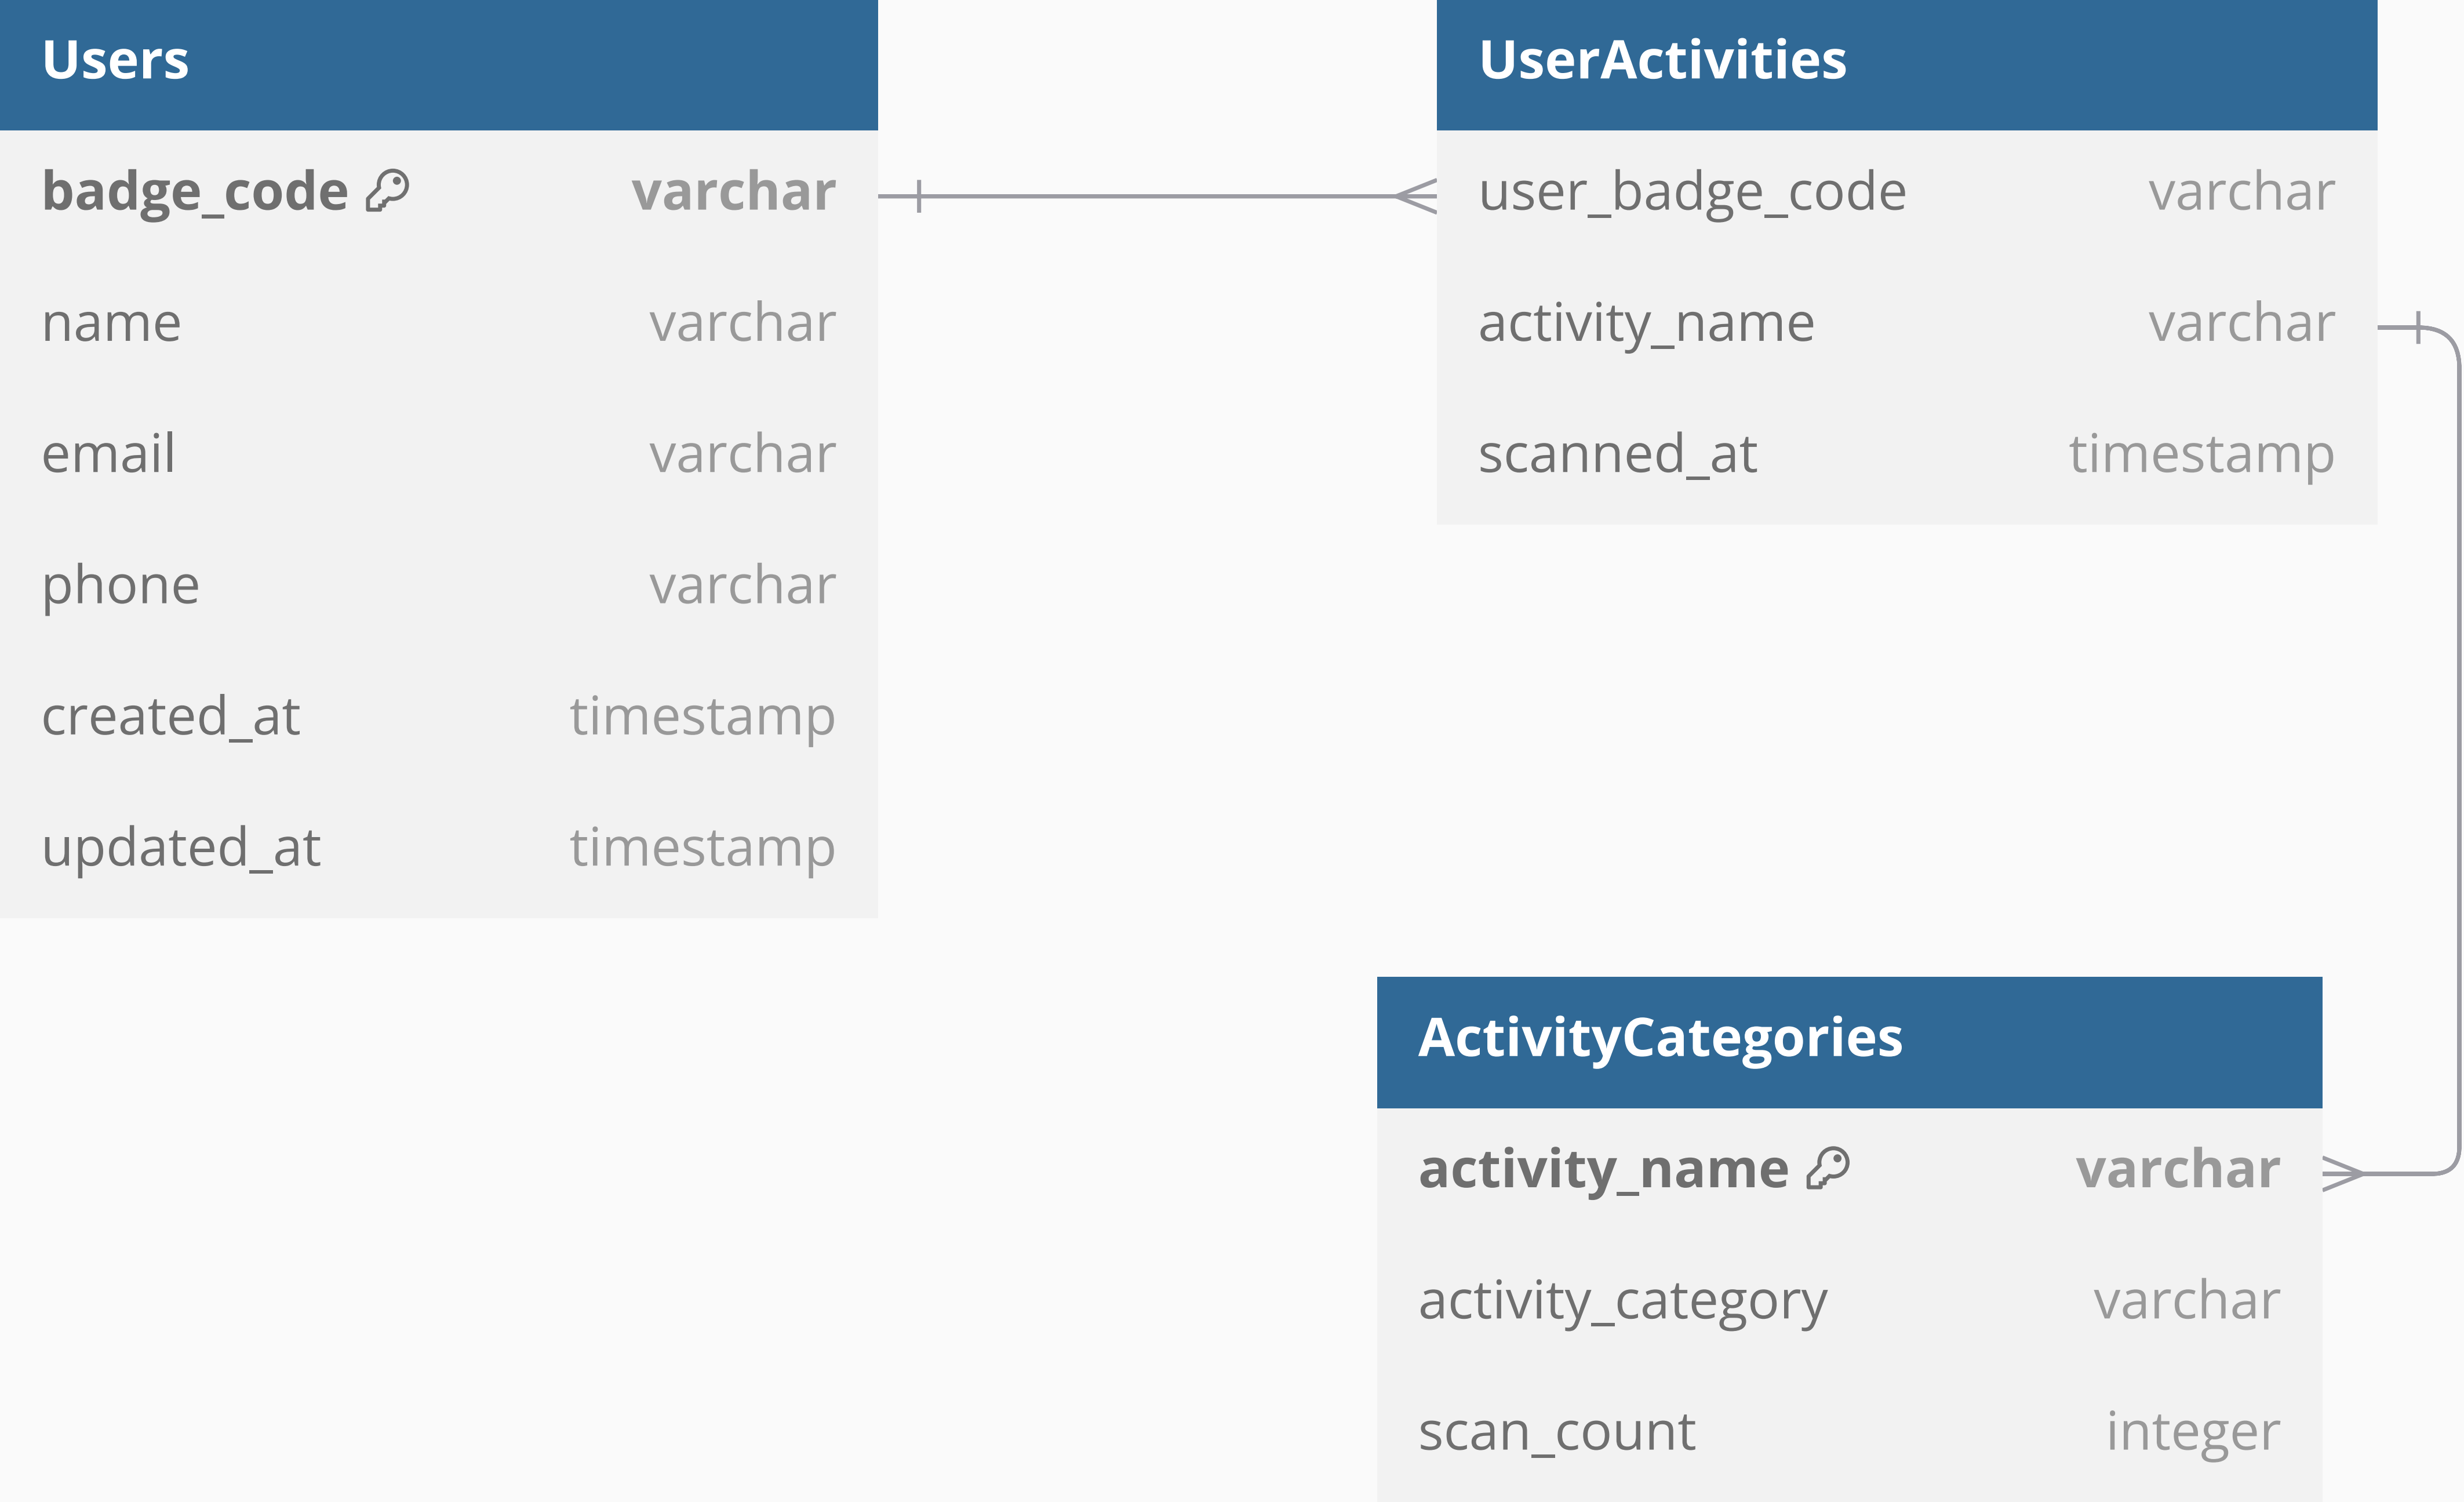 Users
badge_code varchar
name varchar
email varchar
phone varchar
created_at timestamp
updated_at timestamp
UserActivities
user_badge_code varchar
activity_name varchar
scanned_at timestamp
ActivityCategories
activity_name varchar
activity_category varchar
scan_count integer